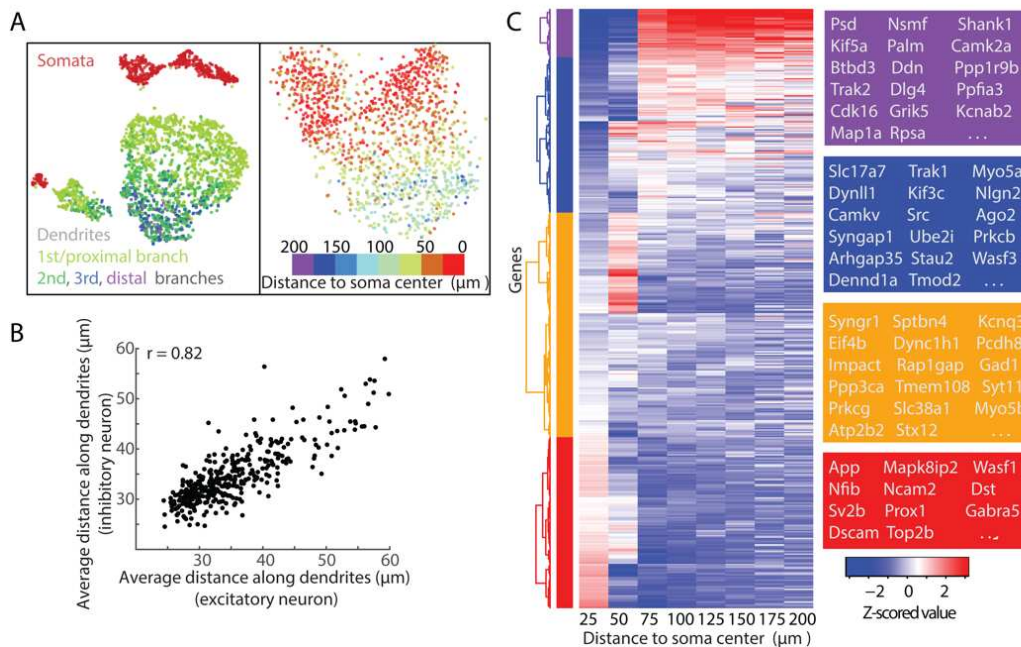 A
Somata
Dendrites
1st/proximal branch
2nd, 3rd, distal branches
200 150 100 50 0
Distance to soma center (μm)
B
r = 0.82
60
50
40
30
30 40 50 60
Average distance along dendrites (μm)
(inhibitory neuron)
Average distance along dendrites (μm)
(excitatory neuron)
C
Genes
25 50 75 100 125 150 175 200
Distance to soma center (μm)
Psd Nsmf Shank1
Kif5a Palm Camk2a
Btbd3 Ddn Ppp1r9b
Trak2 Dlg4 Ppfia3
Cdk16 Grik5 Kcnab2
Map1a Rpsa ...
Slc17a7 Trak1 Myo5a
Dynll1 Kif3c Nlgn2
Camkv Src Ago2
Syngap1 Ube2i Prkcb
Arhgap35 Stau2 Wasf3
Dennd1a Tmod2 ...
Syngr1 Sptbn4 Kcnq3
Eif4b Dync1h1 Pcdh8
Impact Rap1gap Gad1
Ppp3ca Tmem108 Syt11
Prkcg Slc38a1 Myo5b
Atp2b2 Stx12 ...
App Mapk8ip2 Wasf1
Nfib Ncam2 Dst
Sv2b Prox1 Gabra5
Dscam Top2b ...
−2 0 2
Z-scored value